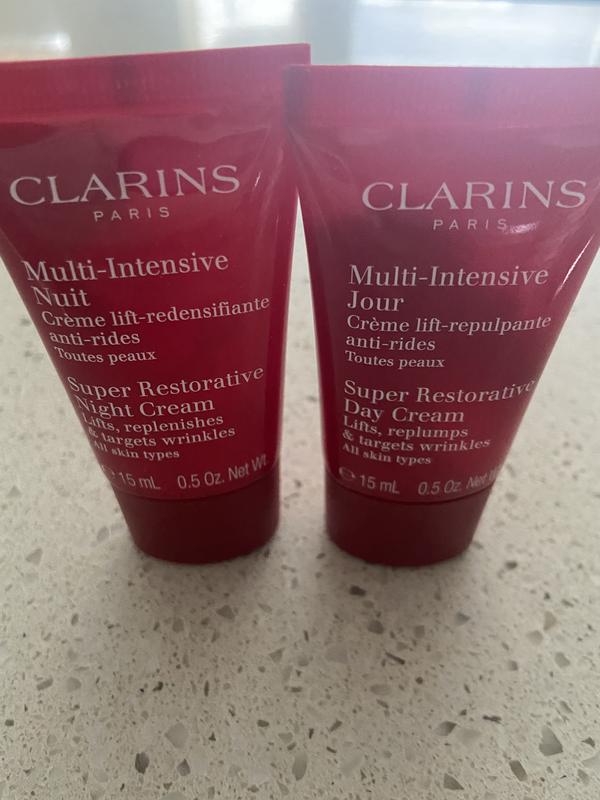 CLARINS
PARIS
Multi-Intensive
Nuit
Crème lift-redensifiante
anti-rides
Toutes peaux
Super Restorative
Night Cream
Lifts, replenishes
& targets wrinkles
All skin types
℮ 15 mL 0.5 Oz. Net Wt.
CLARINS
PARIS
Multi-Intensive
Jour
Crème lift-repulpante
anti-rides
Toutes peaux
Super Restorative
Day Cream
Lifts, replumps
& targets wrinkles
All skin types
℮ 15 mL 0.5 Oz. Net W